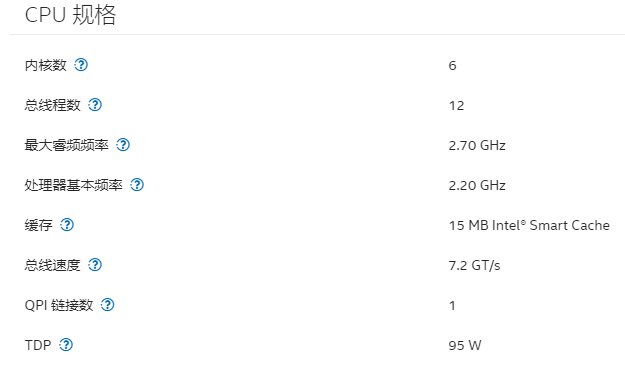 CPU 规格
内核数 6
总线程数 12
最大睿频频率 2.70 GHz
处理器基本频率 2.20 GHz
缓存 15 MB Intel® Smart Cache
总线速度 7.2 GT/s
QPI 链接数 1
TDP 95 W